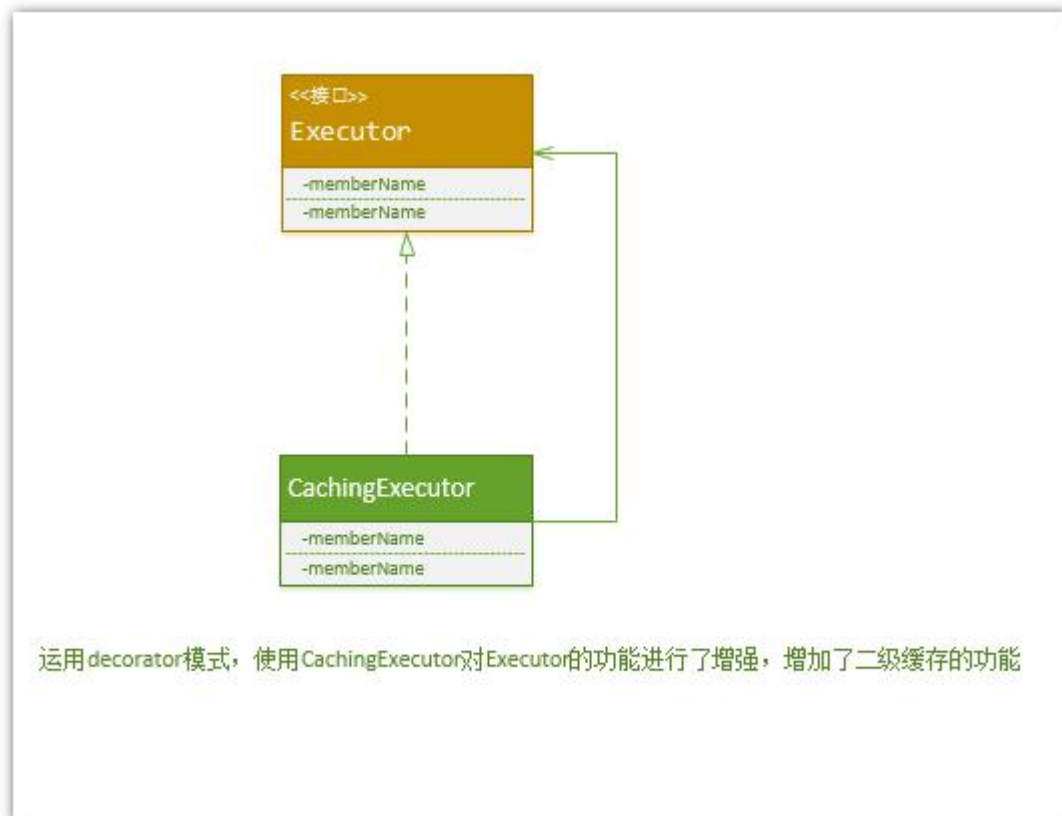 <<接口>>
Executor
-memberName
-memberName
CachingExecutor
-memberName
-memberName
运用decorator模式，使用CachingExecutor对Executor的功能进行了增强，增加了二级缓存的功能